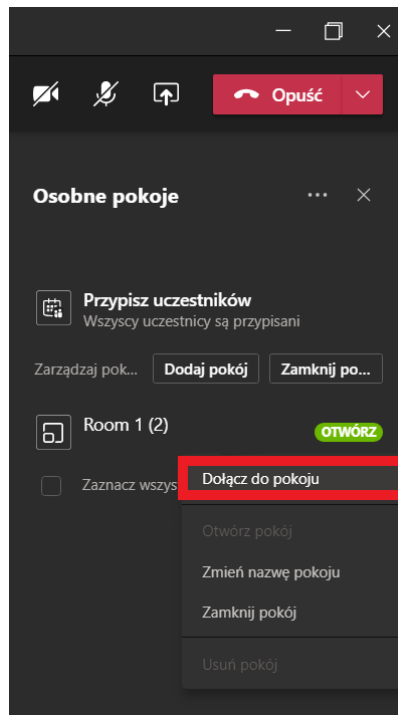 Opuść
Osobne pokoje
Przypisz uczestników
Wszyscy uczestnicy są przypisani
Zarządzaj pok... Dodaj pokój Zamknij po...
Room 1 (2) OTWÓRZ
Zaznacz wszys
Dołącz do pokoju
Otwórz pokój
Zmień nazwę pokoju
Zamknij pokój
Usuń pokój